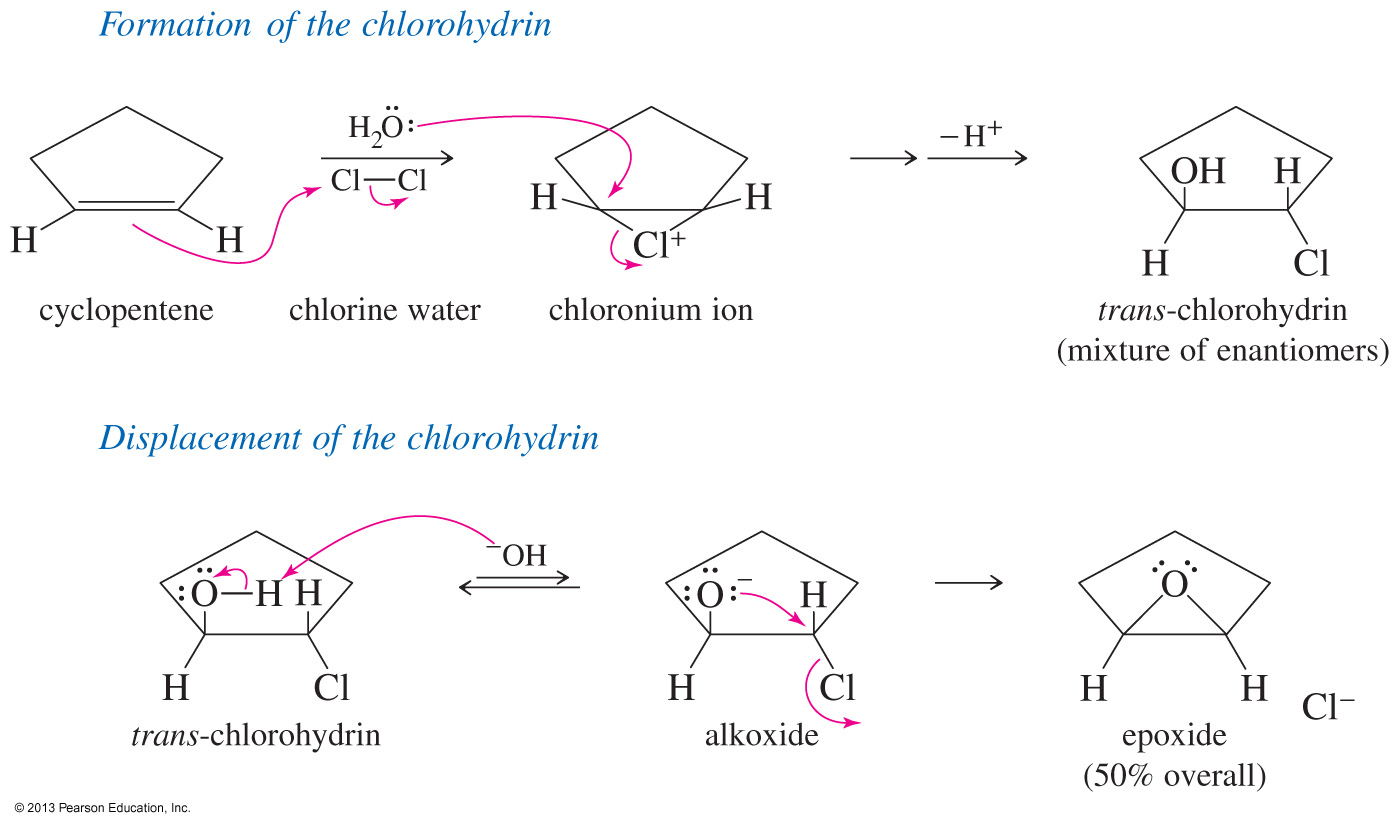 Formation of the chlorohydrin
H₂Ö:
Cl—Cl
−H⁺
H H
H H
Cl⁺
OH H
H Cl
cyclopentene chlorine water chloronium ion trans-chlorohydrin
(mixture of enantiomers)
Displacement of the chlorohydrin
⁻OH
:Ö—H H
H Cl
:Ö:⁻ H
H Cl
Ö
H H Cl⁻
trans-chlorohydrin alkoxide epoxide
(50% overall)
© 2013 Pearson Education, Inc.